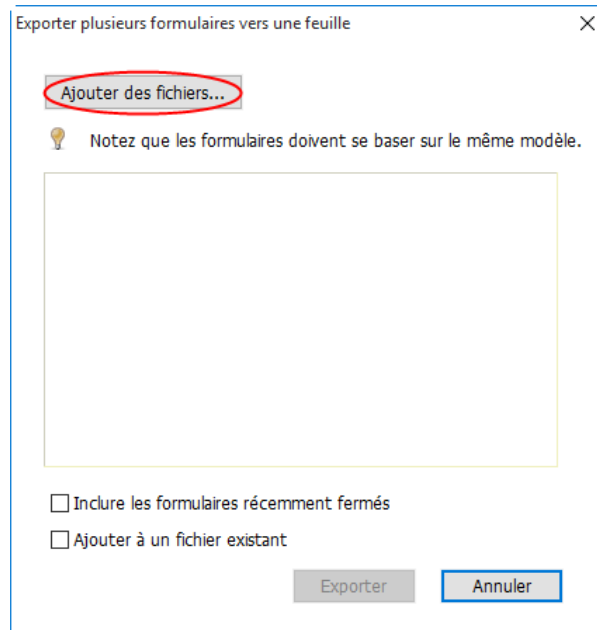 Exporter plusieurs formulaires vers une feuille
Ajouter des fichiers...
Notez que les formulaires doivent se baser sur le même modèle.
Inclure les formulaires récemment fermés
Ajouter à un fichier existant
Exporter
Annuler